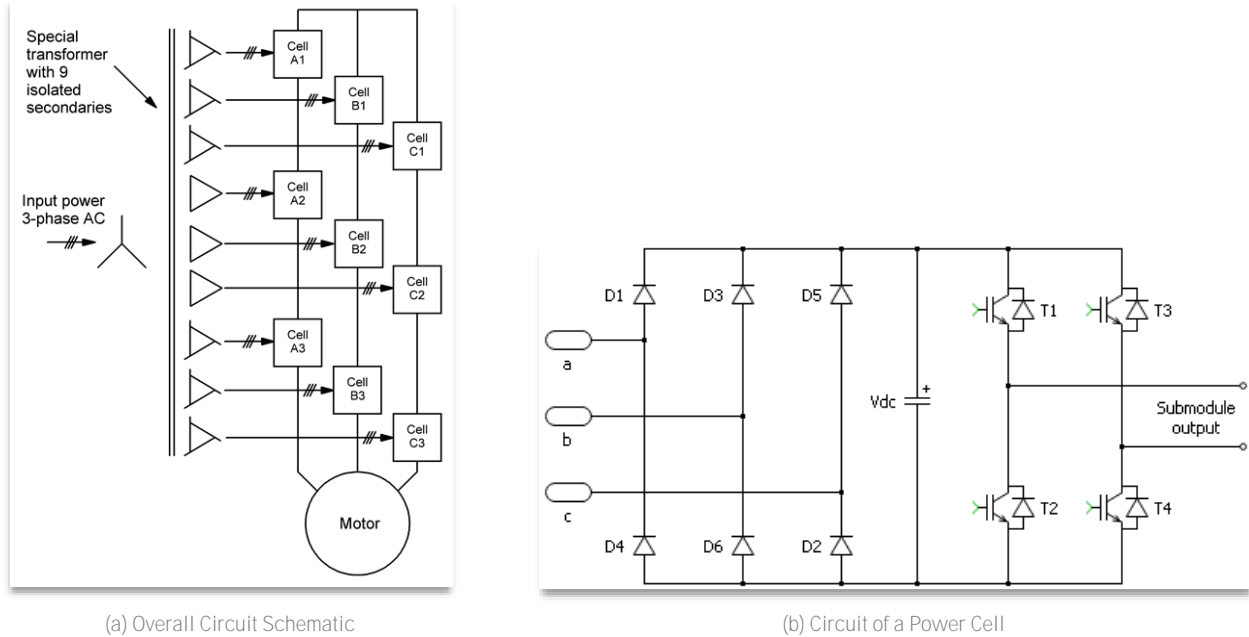 Special
transformer
with 9
isolated
secondaries
Input power
3-phase AC
Cell
A1
Cell
B1
Cell
C1
Cell
A2
Cell
B2
Cell
C2
Cell
A3
Cell
B3
Cell
C3
Motor
(a) Overall Circuit Schematic
D1
D3
D5
T1
T3
a
b
c
Vdc
+
Submodule
output
D4
D6
D2
T2
T4
(b) Circuit of a Power Cell